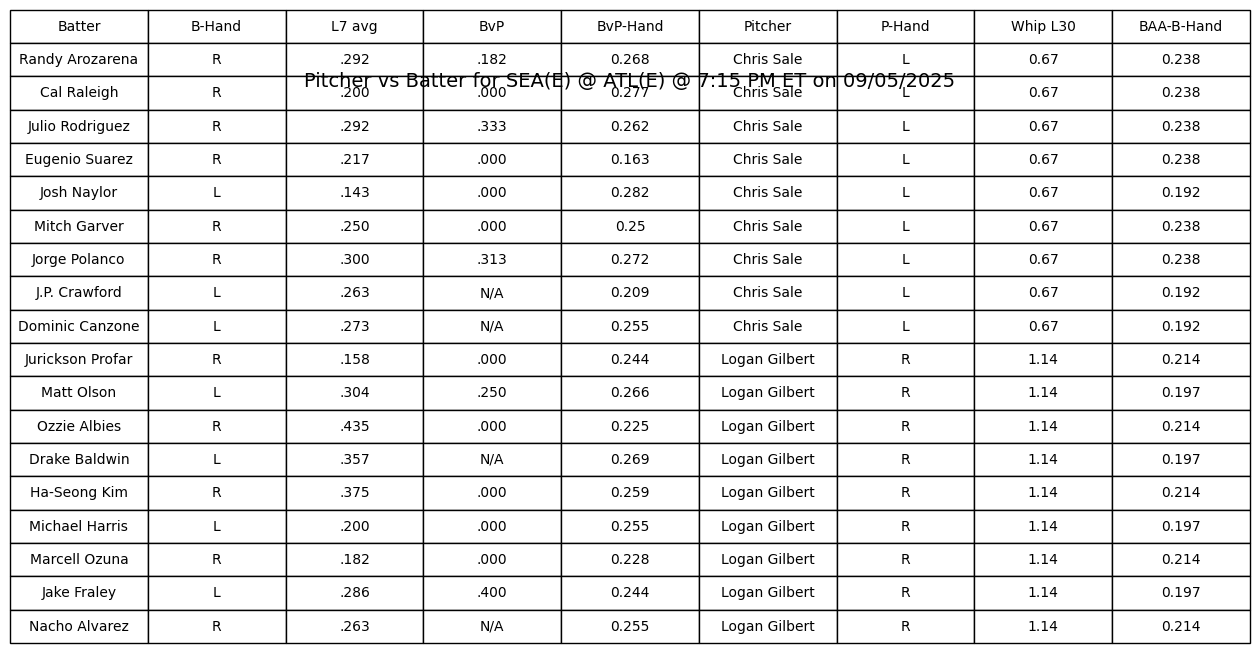 Batter B-Hand L7 avg BvP BvP-Hand Pitcher P-Hand Whip L30 BAA-B-Hand
Randy Arozarena R .292 .182 0.268 Chris Sale L 0.67 0.238
Pitcher vs Batter for SEA(E) @ ATL(E) @ 7:15 PM ET on 09/05/2025
Cal Raleigh R .200 .000 0.277 Chris Sale L 0.67 0.238
Julio Rodriguez R .292 .333 0.262 Chris Sale L 0.67 0.238
Eugenio Suarez R .217 .000 0.163 Chris Sale L 0.67 0.238
Josh Naylor L .143 .000 0.282 Chris Sale L 0.67 0.192
Mitch Garver R .250 .000 0.25 Chris Sale L 0.67 0.238
Jorge Polanco R .300 .313 0.272 Chris Sale L 0.67 0.238
J.P. Crawford L .263 N/A 0.209 Chris Sale L 0.67 0.192
Dominic Canzone L .273 N/A 0.255 Chris Sale L 0.67 0.192
Jurickson Profar R .158 .000 0.244 Logan Gilbert R 1.14 0.214
Matt Olson L .304 .250 0.266 Logan Gilbert R 1.14 0.197
Ozzie Albies R .435 .000 0.225 Logan Gilbert R 1.14 0.214
Drake Baldwin L .357 N/A 0.269 Logan Gilbert R 1.14 0.197
Ha-Seong Kim R .375 .000 0.259 Logan Gilbert R 1.14 0.214
Michael Harris L .200 .000 0.255 Logan Gilbert R 1.14 0.197
Marcell Ozuna R .182 .000 0.228 Logan Gilbert R 1.14 0.214
Jake Fraley L .286 .400 0.244 Logan Gilbert R 1.14 0.197
Nacho Alvarez R .263 N/A 0.255 Logan Gilbert R 1.14 0.214